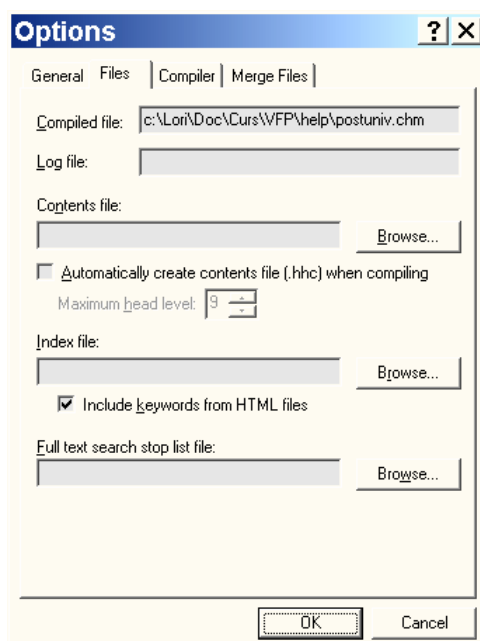 Options
General Files Compiler Merge Files
Compiled file: c:\Lori\Doc\Curs\VFP\help\postuniv.chm
Log file:
Contents file:
Browse...
Automatically create contents file (.hhc) when compiling
Maximum head level: 9
Index file:
Browse...
Include keywords from HTML files
Full text search stop list file:
Browse...
OK Cancel